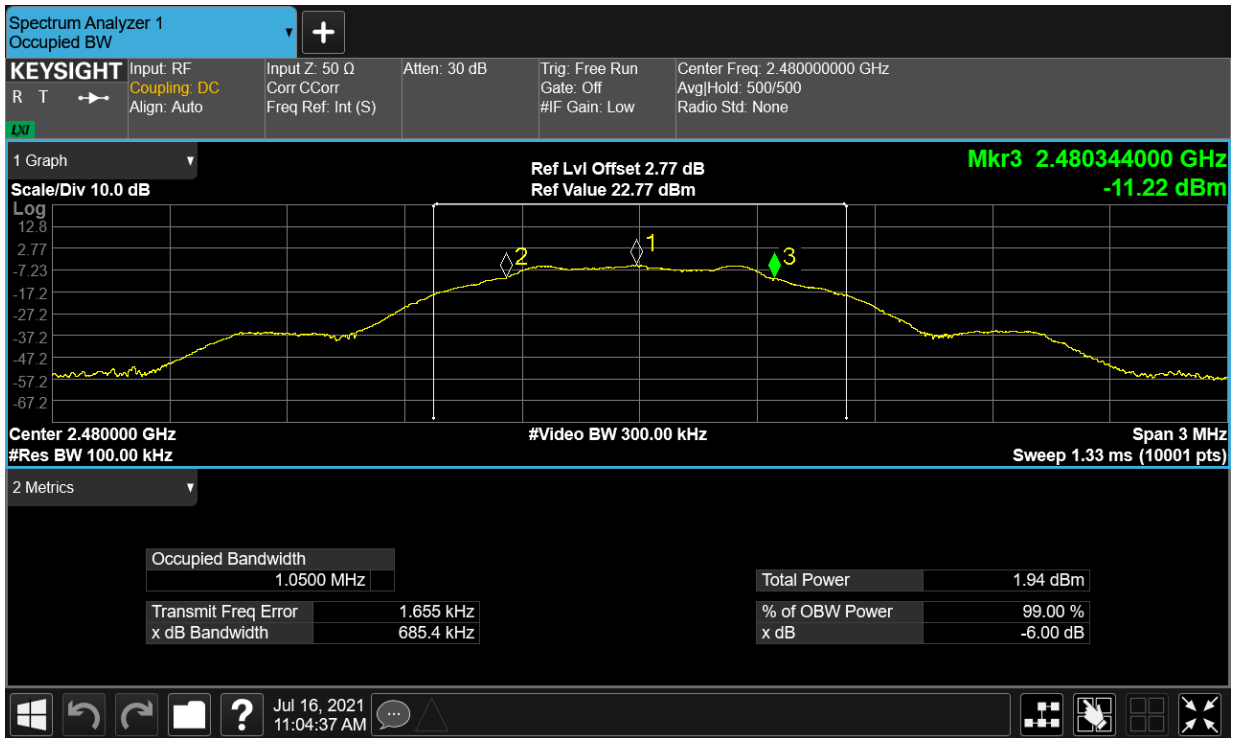 Spectrum Analyzer 1
Occupied BW
KEYSIGHT
R T
LXI
Input: RF
Coupling: DC
Align: Auto
Input Z: 50 Ω
Corr CCorr
Freq Ref: Int (S)
Atten: 30 dB
Trig: Free Run
Gate: Off
#IF Gain: Low
Center Freq: 2.480000000 GHz
Avg|Hold: 500/500
Radio Std: None
1 Graph
Scale/Div 10.0 dB
Ref Lvl Offset 2.77 dB
Ref Value 22.77 dBm
Mkr3 2.480344000 GHz
-11.22 dBm
Log
12.8
2.77
-7.23
-17.2
-27.2
-37.2
-47.2
-57.2
-67.2
2
1
3
Center 2.480000 GHz
#Res BW 100.00 kHz
#Video BW 300.00 kHz
Span 3 MHz
Sweep 1.33 ms (10001 pts)
2 Metrics
Occupied Bandwidth
1.0500 MHz
Transmit Freq Error 1.655 kHz
x dB Bandwidth 685.4 kHz
Total Power 1.94 dBm
% of OBW Power 99.00 %
x dB -6.00 dB
?
Jul 16, 2021
11:04:37 AM